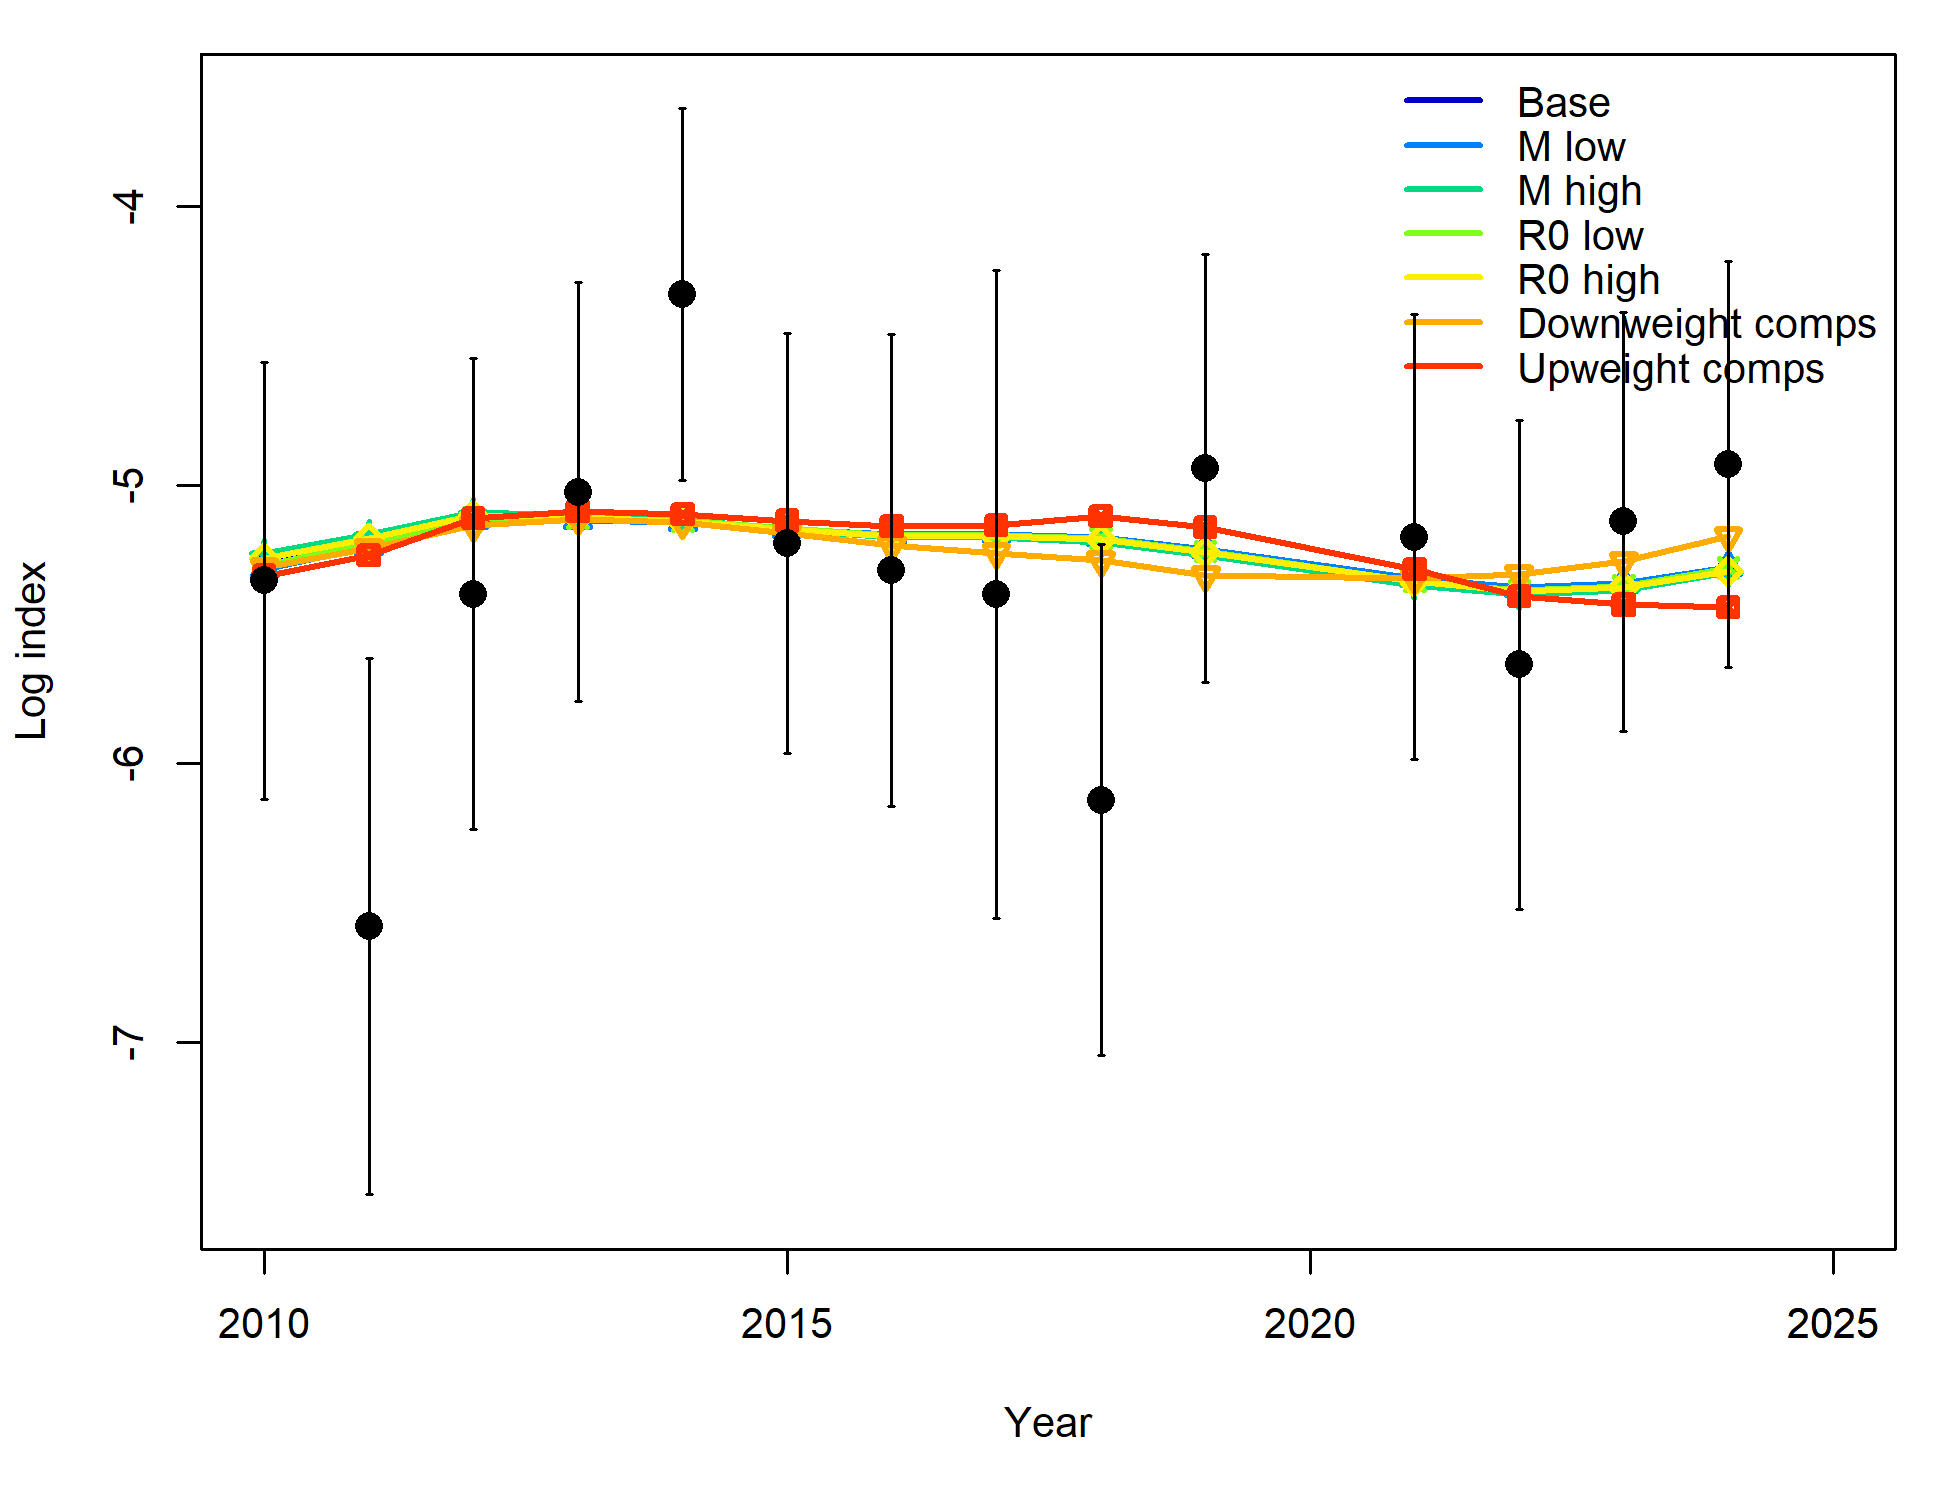 Base
M low
M high
R0 low
R0 high
Downweight comps
Upweight comps
-4
-5
-6
-7
Log index
2010 2015 2020 2025
Year